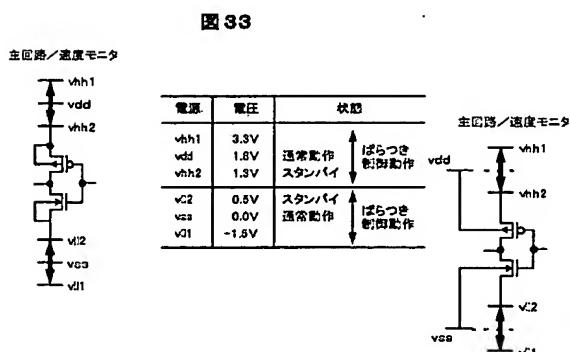 図33
主回路/速度モニタ
vhh1
vdd
vhh2
vss
電源 電圧 状態
vhh1 3.3V
vdd 1.8V 通常動作
vhh2 1.3V スタンバイ
ばらつき
制御動作
0.5V スタンバイ
vss 0.0V 通常動作
-1.5V
ばらつき
制御動作
主回路/速度モニタ
vhh1
vdd
vhh2
vss